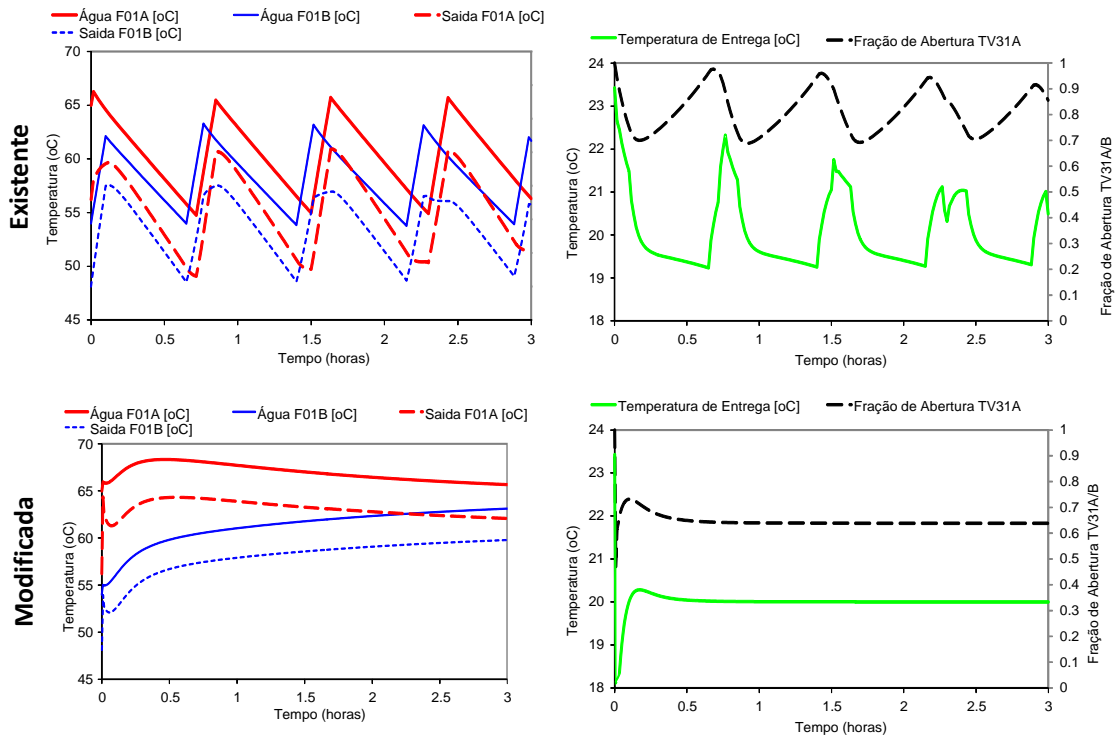 Água F01A [oC] Água F01B [oC] Saida F01A [oC]
Saida F01B [oC]
Existente
Temperatura (oC)
70
65
60
55
50
45
0 0.5 1 1.5 2 2.5 3
Tempo (horas)
Temperatura de Entrega [oC] Fração de Abertura TV31A
Temperatura (oC)
24
23
22
21
20
19
18
1
0.9
0.8
0.7
0.6
0.5
0.4
0.3
0.2
0.1
0
Fração de Abertura TV31A/B
0 0.5 1 1.5 2 2.5 3
Tempo (horas)
Água F01A [oC] Água F01B [oC] Saida F01A [oC]
Saida F01B [oC]
Modificada
Temperatura (oC)
70
65
60
55
50
45
0 0.5 1 1.5 2 2.5 3
Tempo (horas)
Temperatura de Entrega [oC] Fração de Abertura TV31A
Temperatura (oC)
24
23
22
21
20
19
18
1
0.9
0.8
0.7
0.6
0.5
0.4
0.3
0.2
0.1
0
Fração de Abertura TV31A/B
0 0.5 1 1.5 2 2.5 3
Tempo (horas)